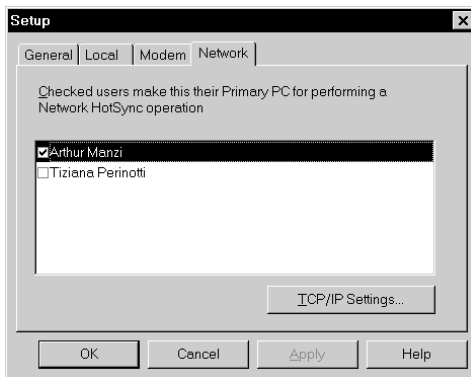 Setup
General Local Modem Network
Checked users make this their Primary PC for performing a
Network HotSync operation
Arthur Manzi
Tiziana Perinotti
TCP/IP Settings...
OK Cancel Apply Help